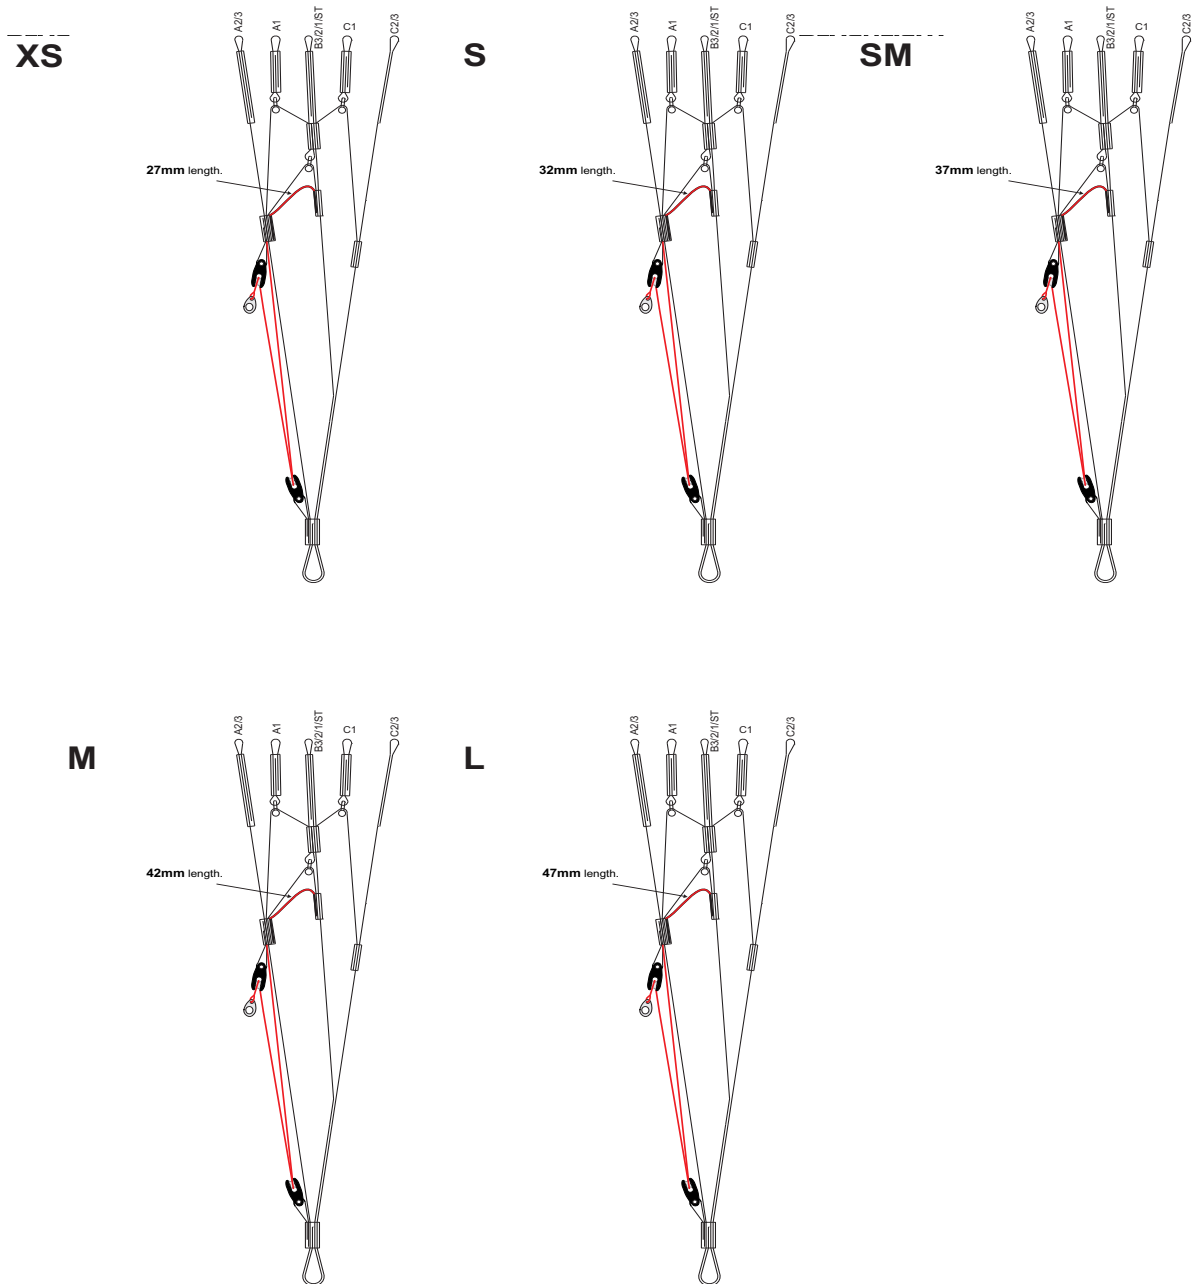 XS
A2/3
A1
B3/2/1/ST
C1
C2/3
27mm length.
S
A2/3
A1
B3/2/1/ST
C1
C2/3
32mm length.
SM
A2/3
A1
B3/2/1/ST
C1
C2/3
37mm length.
M
A2/3
A1
B3/2/1/ST
C1
C2/3
42mm length.
L
A2/3
A1
B3/2/1/ST
C1
C2/3
47mm length.